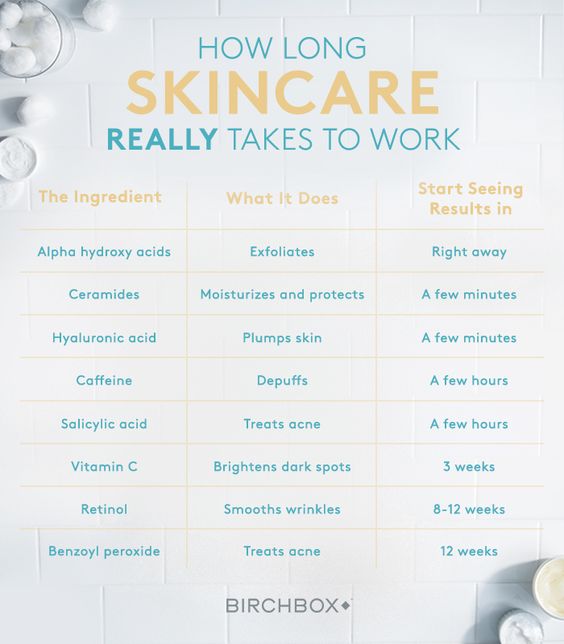 HOW LONG
SKINCARE
REALLY TAKES TO WORK
The Ingredient What It Does Start Seeing
Results in
Alpha hydroxy acids Exfoliates Right away
Ceramides Moisturizes and protects A few minutes
Hyaluronic acid Plumps skin A few minutes
Caffeine Depuffs A few hours
Salicylic acid Treats acne A few hours
Vitamin C Brightens dark spots 3 weeks
Retinol Smooths wrinkles 8-12 weeks
Benzoyl peroxide Treats acne 12 weeks
BIRCHBOX